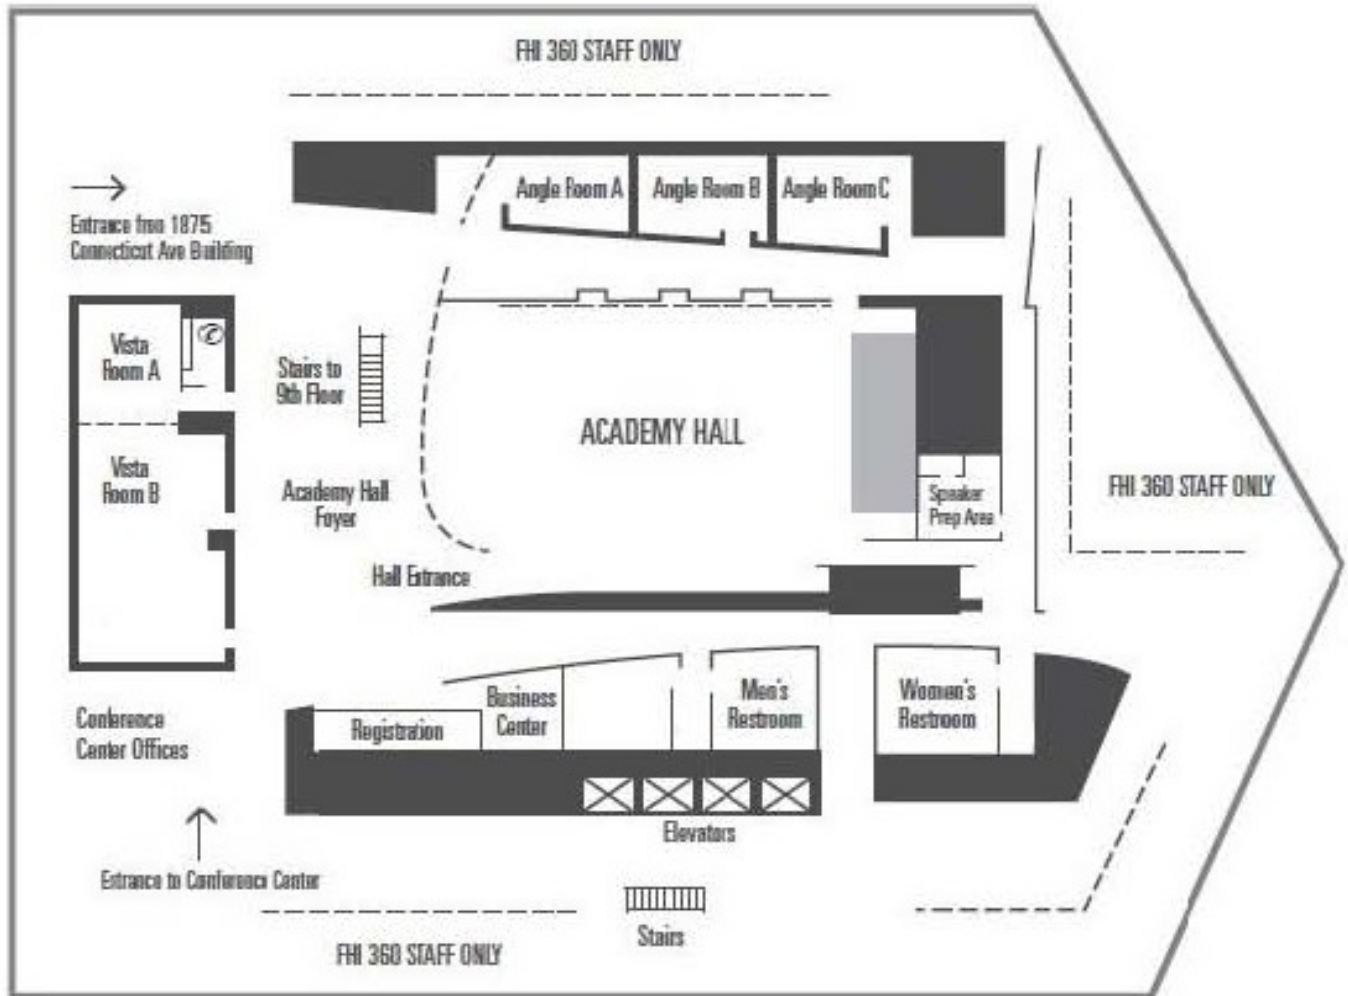 FHI 360 STAFF ONLY
Angle Room A
Angle Room B
Angle Room C
Entrance from 1875
Connecticut Ave Building
Vista
Room A
Stairs to
9th Floor
ACADEMY HALL
Vista
Room B
Academy Hall
Foyer
Speaker
Prep Area
FHI 360 STAFF ONLY
Hall Entrance
Men's
Restroom
Women's
Restroom
Business
Center
Registration
Conference
Center Offices
Elevators
Entrance to Conference Center
Stairs
FHI 360 STAFF ONLY